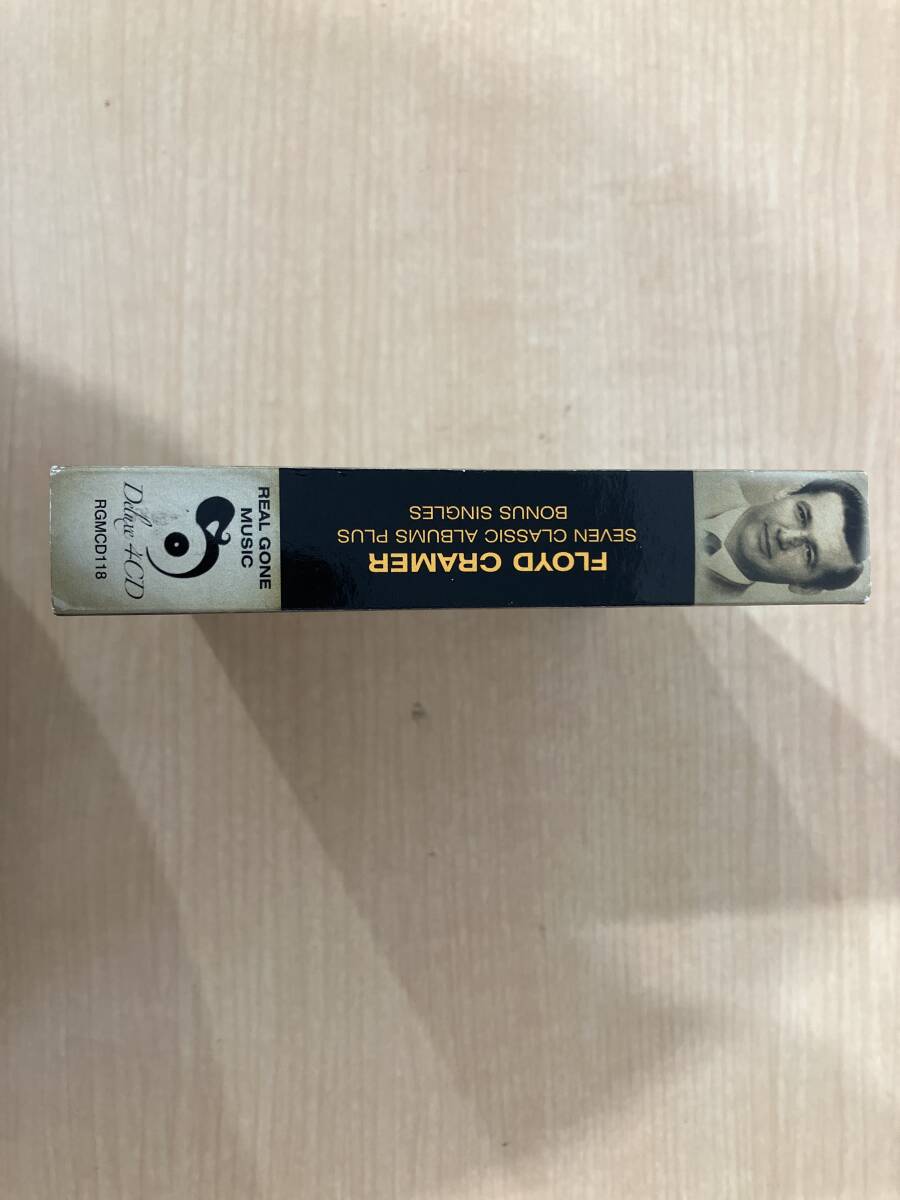 FLOYD CRAMER
SEVEN CLASSIC ALBUMS PLUS
BONUS SINGLES
REAL GONE
MUSIC
Deluxe 4CD
RGMCD118